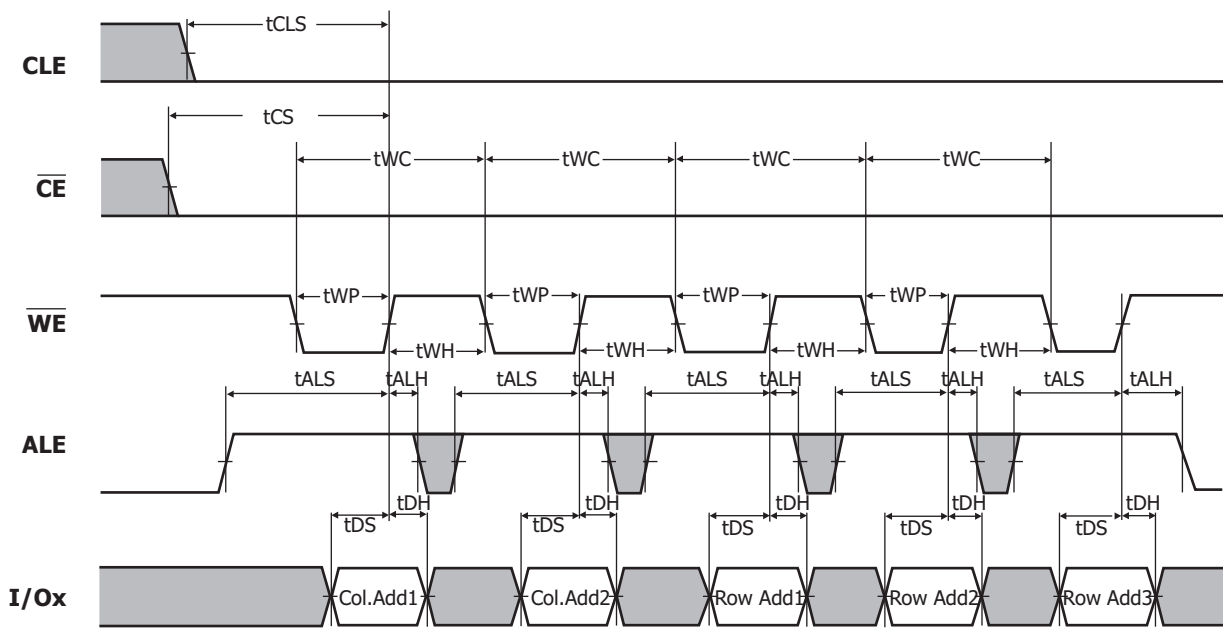 tCLS
CLE
tCS
tWC tWC tWC tWC
CE
tWP tWP tWP tWP
WE
tWH tWH tWH tWH
tALS tALH tALS tALH tALS tALH tALS tALH tALS tALH
ALE
tDH tDH tDH tDH tDH
tDS tDS tDS tDS tDS
I/Ox Col.Add1 Col.Add2 Row Add1 Row Add2 Row Add3